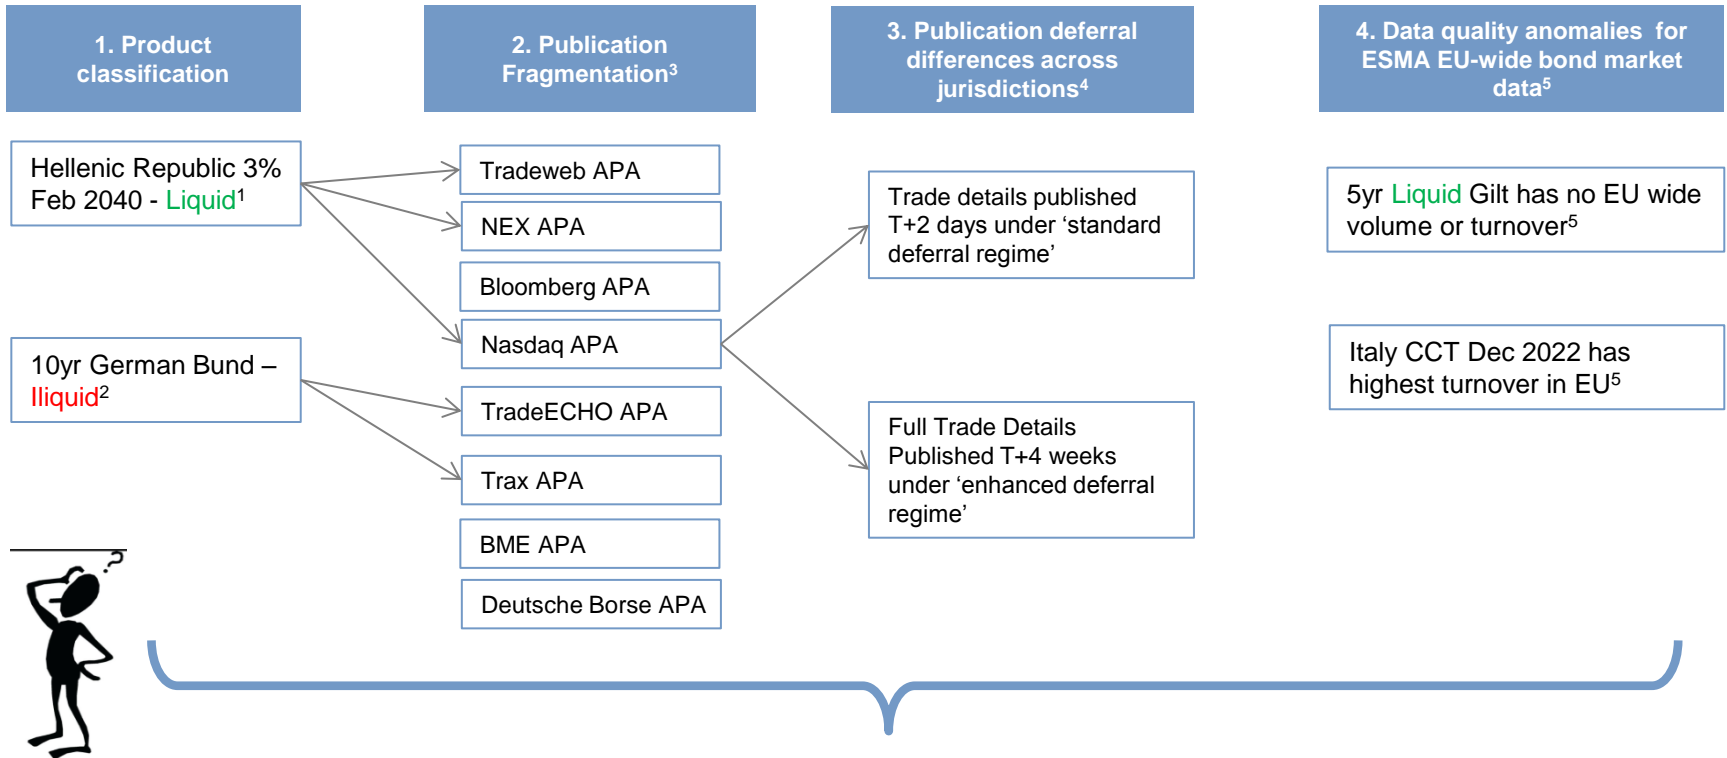 1. Product
classification
2. Publication
Fragmentation³
3. Publication deferral
differences across
jurisdictions⁴
4. Data quality anomalies for
ESMA EU-wide bond market
data⁵
Hellenic Republic 3%
Feb 2040 - Liquid¹
10yr German Bund –
Iliquid²
Tradeweb APA
NEX APA
Bloomberg APA
Nasdaq APA
TradeECHO APA
Trax APA
BME APA
Deutsche Borse APA
Trade details published
T+2 days under ‘standard
deferral regime’
Full Trade Details
Published T+4 weeks
under ‘enhanced deferral
regime’
5yr Liquid Gilt has no EU wide
volume or turnover⁵
Italy CCT Dec 2022 has
highest turnover in EU⁵
?